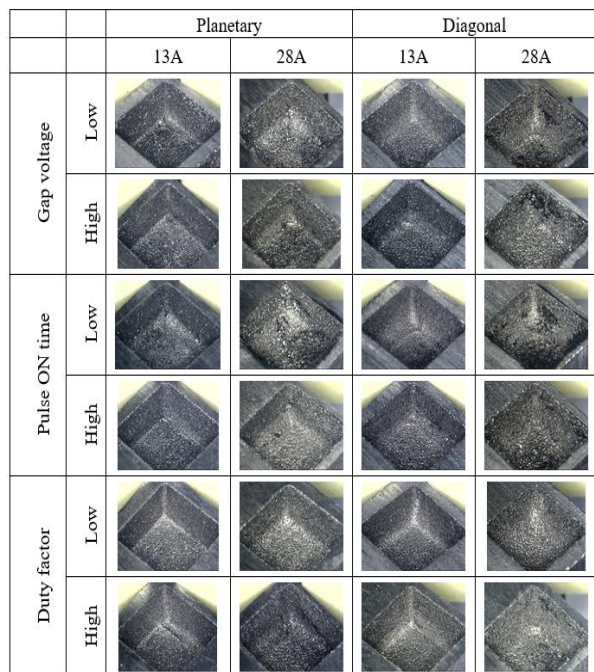 Planetary Diagonal
13A 28A 13A 28A
Gap voltage
Low
High
Pulse ON time
Low
High
Duty factor
Low
High